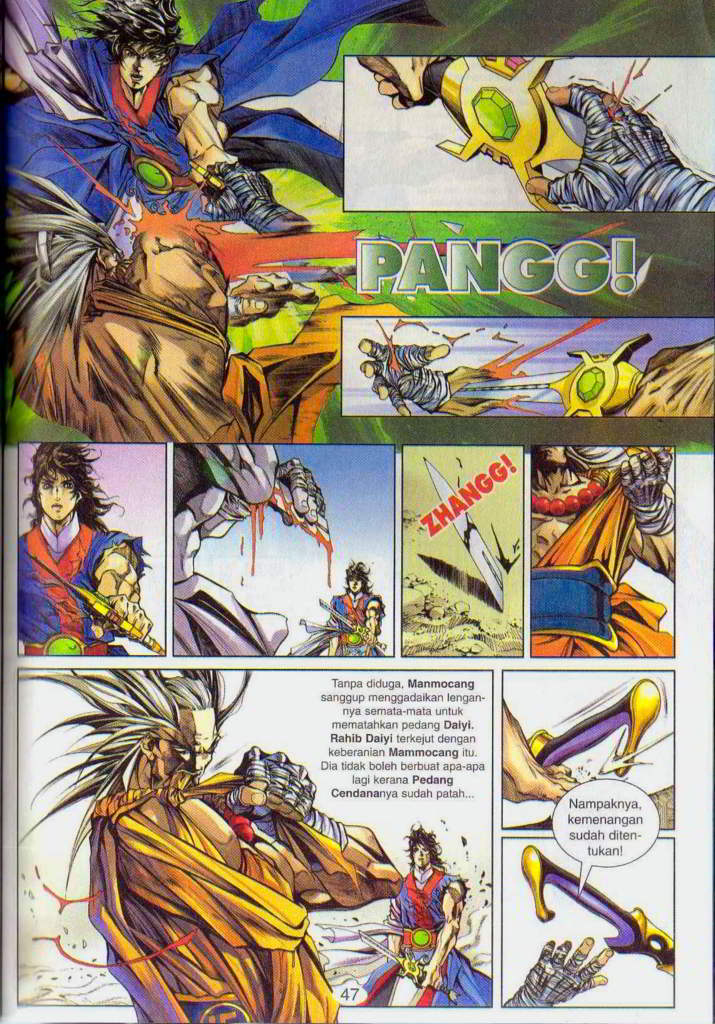 PANGG!
ZHANGG!
Tanpa diduga, Manmocang
sanggup menggadaikan lengan-
nya semata-mata untuk
mematahkan pedang Daiyi.
Rahib Daiyi terkejut dengan
keberanian Mammocang itu.
Dia tidak boleh berbuat apa-apa
lagi kerana Pedang
Cendananya sudah patah...
Nampaknya,
kemenangan
sudah diten-
tukan!
47